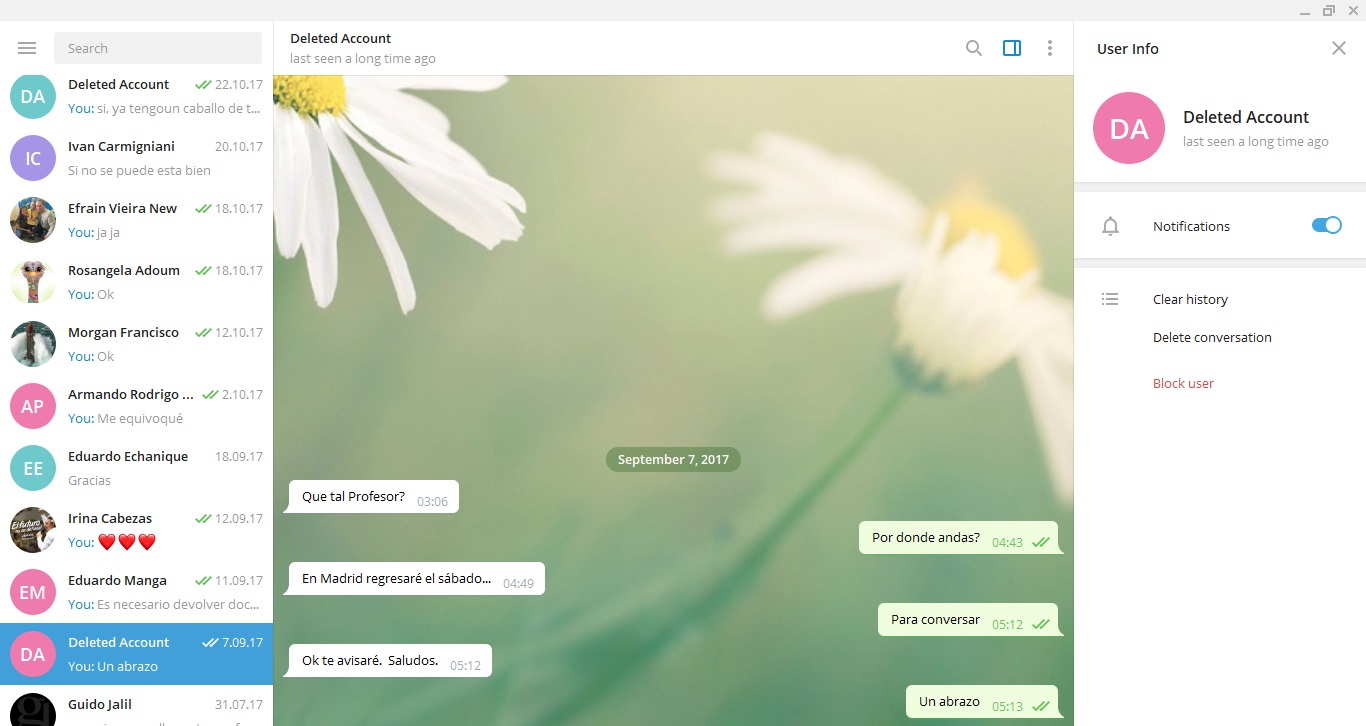 Search
DA
Deleted Account 22.10.17
You: si, ya tengoun caballo de t...
IC
Ivan Carmigniani 20.10.17
Si no se puede esta bien
Efrain Vieira New 18.10.17
You: ja ja
Rosangela Adoum 18.10.17
You: Ok
Morgan Francisco 12.10.17
You: Ok
AP
Armando Rodrigo ... 2.10.17
You: Me equivoqué
EE
Eduardo Echanique 18.09.17
Gracias
El futuro
Irina Cabezas 12.09.17
You: ❤️❤️❤️
EM
Eduardo Manga 11.09.17
You: Es necesario devolver doc...
DA
Deleted Account 7.09.17
You: Un abrazo
Guido Jalil 31.07.17
Deleted Account
last seen a long time ago
September 7, 2017
Que tal Profesor? 03:06
Por donde andas? 04:43
En Madrid regresaré el sábado... 04:49
Para conversar 05:12
Ok te avisaré. Saludos. 05:12
Un abrazo 05:13
User Info
DA
Deleted Account
last seen a long time ago
Notifications
Clear history
Delete conversation
Block user